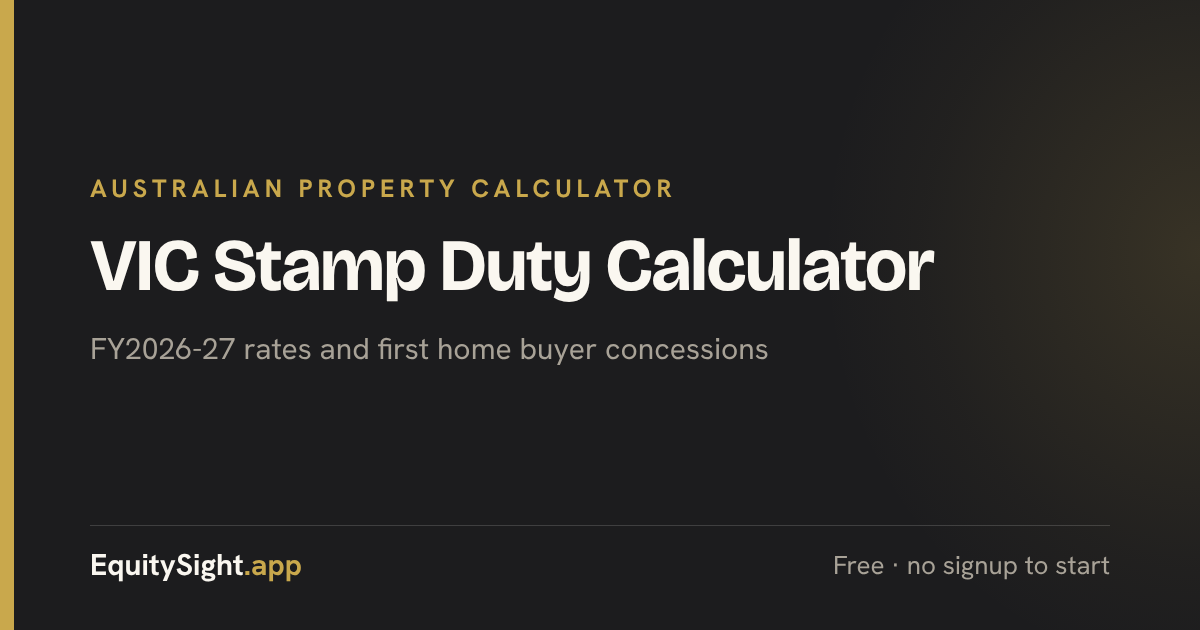 AUSTRALIAN PROPERTY CALCULATOR
VIC Stamp Duty Calculator
FY2026-27 rates and first home buyer concessions
EquitySight.app
Free · no signup to start